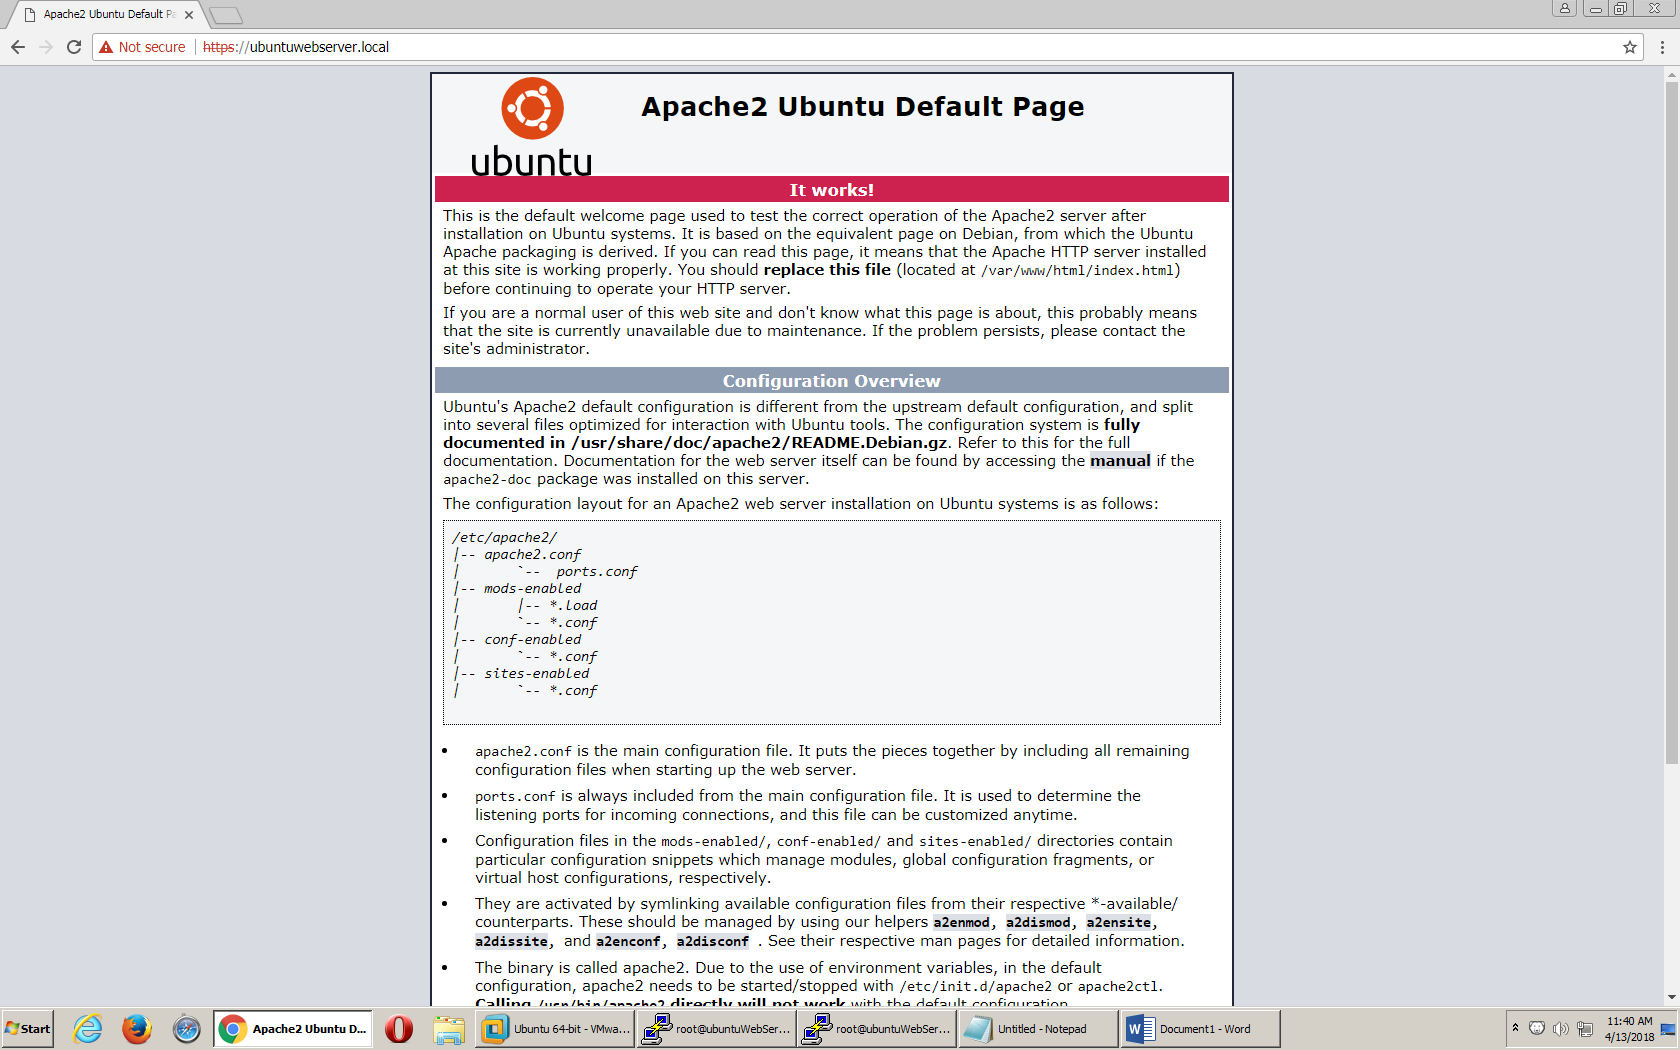 Apache2 Ubuntu Default Pa
Not secure | https://ubuntuwebserver.local
ubuntu
Apache2 Ubuntu Default Page
It works!
This is the default welcome page used to test the correct operation of the Apache2 server after
installation on Ubuntu systems. It is based on the equivalent page on Debian, from which the Ubuntu
Apache packaging is derived. If you can read this page, it means that the Apache HTTP server installed
at this site is working properly. You should replace this file (located at /var/www/html/index.html)
before continuing to operate your HTTP server.
If you are a normal user of this web site and don't know what this page is about, this probably means
that the site is currently unavailable due to maintenance. If the problem persists, please contact the
site's administrator.
Configuration Overview
Ubuntu's Apache2 default configuration is different from the upstream default configuration, and split
into several files optimized for interaction with Ubuntu tools. The configuration system is fully
documented in /usr/share/doc/apache2/README.Debian.gz. Refer to this for the full
documentation. Documentation for the web server itself can be found by accessing the manual if the
apache2-doc package was installed on this server.
The configuration layout for an Apache2 web server installation on Ubuntu systems is as follows:
/etc/apache2/
|-- apache2.conf
|       `--  ports.conf
|-- mods-enabled
|       |-- *.load
|       `-- *.conf
|-- conf-enabled
|       `-- *.conf
|-- sites-enabled
|       `-- *.conf
• apache2.conf is the main configuration file. It puts the pieces together by including all remaining
configuration files when starting up the web server.
• ports.conf is always included from the main configuration file. It is used to determine the
listening ports for incoming connections, and this file can be customized anytime.
• Configuration files in the mods-enabled/, conf-enabled/ and sites-enabled/ directories contain
particular configuration snippets which manage modules, global configuration fragments, or
virtual host configurations, respectively.
• They are activated by symlinking available configuration files from their respective *-available/
counterparts. These should be managed by using our helpers a2enmod, a2dismod, a2ensite,
a2dissite, and a2enconf, a2disconf . See their respective man pages for detailed information.
• The binary is called apache2. Due to the use of environment variables, in the default
configuration, apache2 needs to be started/stopped with /etc/init.d/apache2 or apache2ctl.
Calling /usr/bin/apache2 directly will not work with the default configuration.
Start
Apache2 Ubuntu D...
Ubuntu 64-bit - VMwa...
root@ubuntuWebSer...
root@ubuntuWebSer...
Untitled - Notepad
Document1 - Word
11:40 AM
4/13/2018